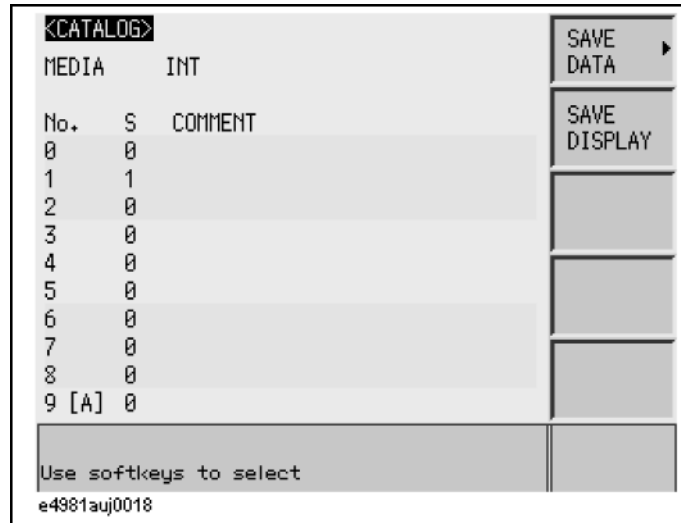 <CATALOG>
MEDIA INT
No. S COMMENT
0 0
1 1
2 0
3 0
4 0
5 0
6 0
7 0
8 0
9 [A] 0
Use softkeys to select
SAVE
DATA
SAVE
DISPLAY
e4981auj0018